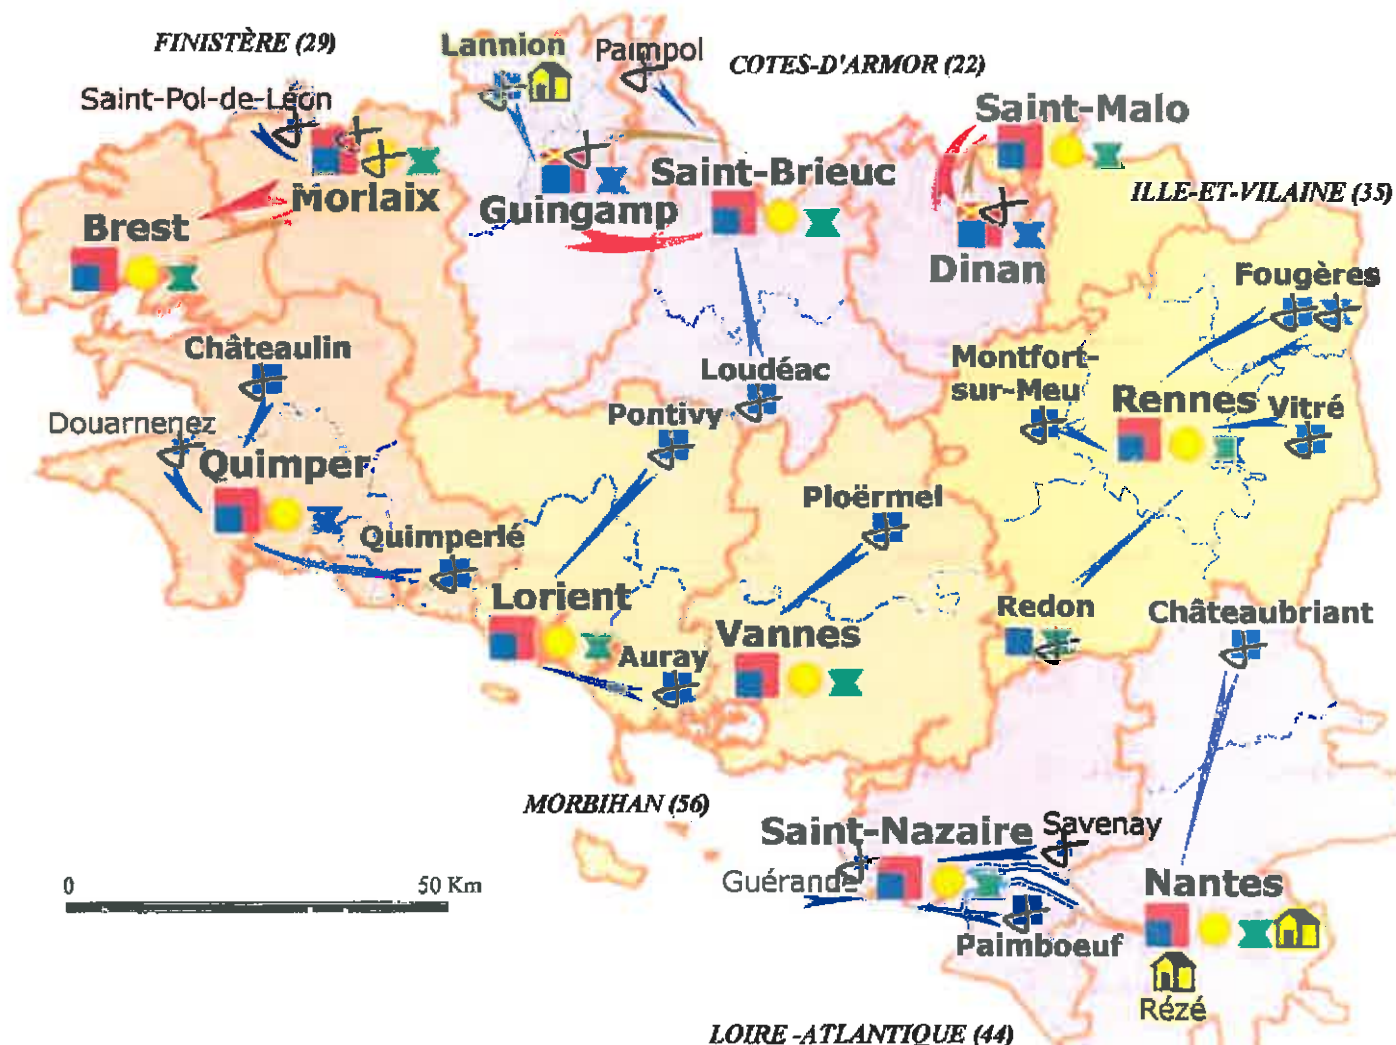 FINISTÈRE (29)
Lannion
Paimpol
COTES-D'ARMOR (22)
Saint-Pol-de-Léon
Saint-Malo
Morlaix
Guingamp
Saint-Brieuc
ILLE-ET-VILAINE (35)
Brest
Dinan
Fougères
Châteaulin
Loudéac
Montfort-
sur-Meu
Rennes
Vitré
Douarnenez
Pontivy
Quimper
Ploërmel
Quimperlé
Lorient
Vannes
Redon
Châteaubriant
Auray
MORBIHAN (56)
Saint-Nazaire
Savenay
0
50 Km
Guérande
Nantes
Paimboeuf
Rézé
LOIRE -ATLANTIQUE (44)